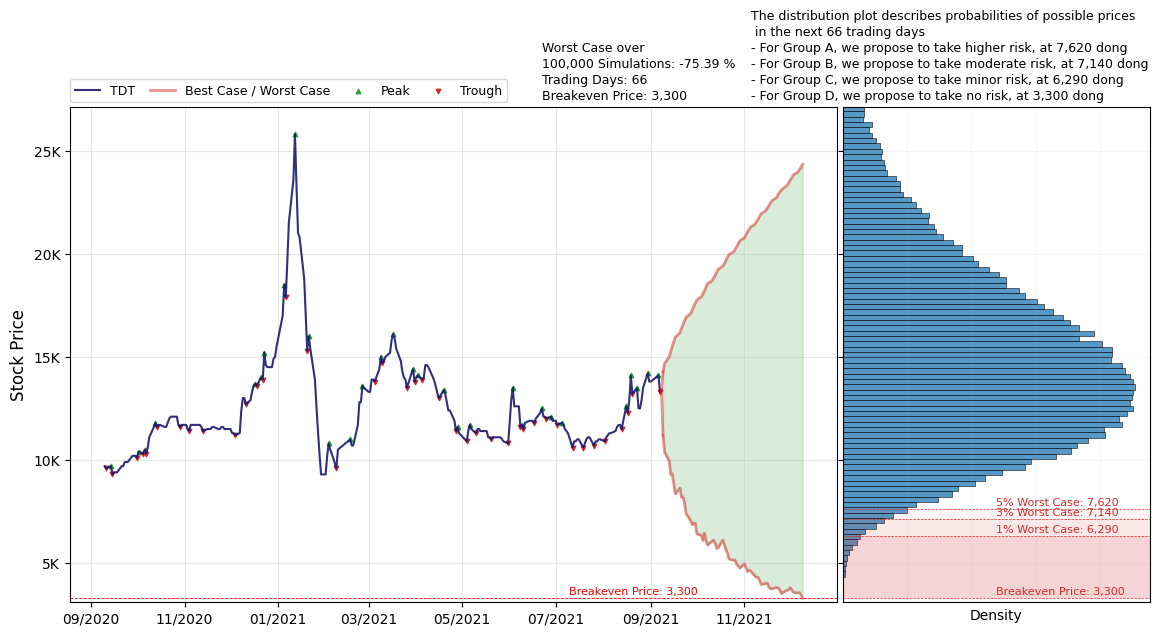 The distribution plot describes probabilities of possible prices
in the next 66 trading days
- For Group A, we propose to take higher risk, at 7,620 dong
- For Group B, we propose to take moderate risk, at 7,140 dong
- For Group C, we propose to take minor risk, at 6,290 dong
- For Group D, we propose to take no risk, at 3,300 dong
Worst Case over
100,000 Simulations: -75.39 %
Trading Days: 66
Breakeven Price: 3,300
TDT
Best Case / Worst Case
Peak
Trough
Stock Price
25K
20K
15K
10K
5K
Breakeven Price: 3,300
09/2020
11/2020
01/2021
03/2021
05/2021
07/2021
09/2021
11/2021
5% Worst Case: 7,620
3% Worst Case: 7,140
1% Worst Case: 6,290
Breakeven Price: 3,300
Density